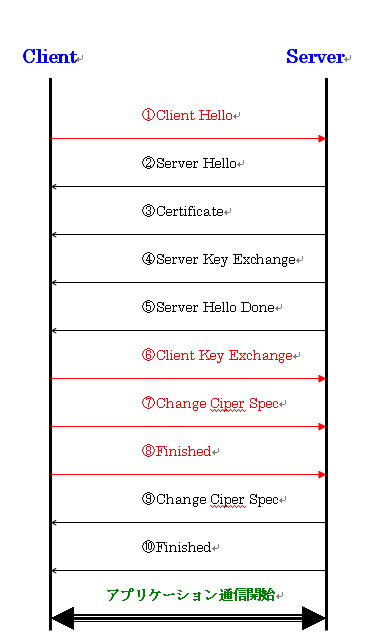 Client Server
①Client Hello
②Server Hello
③Certificate
④Server Key Exchange
⑤Server Hello Done
⑥Client Key Exchange
⑦Change Ciper Spec
⑧Finished
⑨Change Ciper Spec
⑩Finished
アプリケーション通信開始